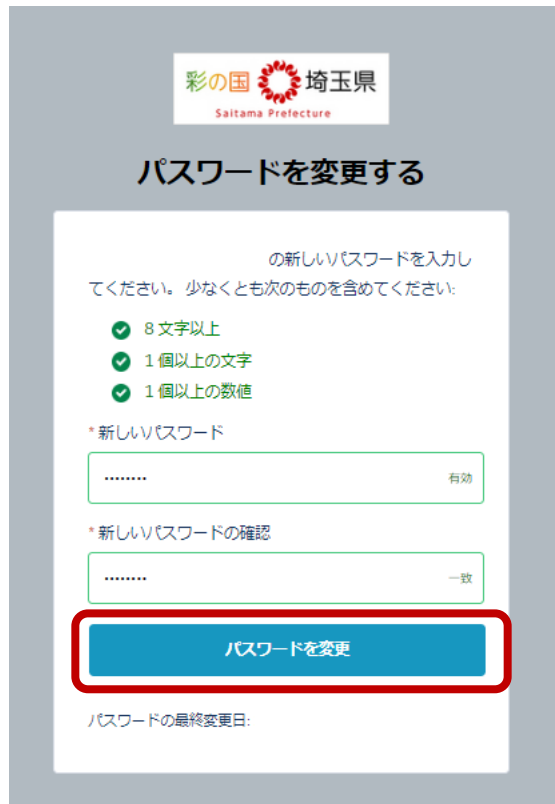 彩の国 埼玉県
Saitama Prefecture
パスワードを変更する
の新しいパスワードを入力し
てください。 少なくとも次のものを含めてください:
8 文字以上
1 個以上の文字
1 個以上の数値
* 新しいパスワード
........ 有効
* 新しいパスワードの確認
........ 一致
パスワードを変更
パスワードの最終変更日: